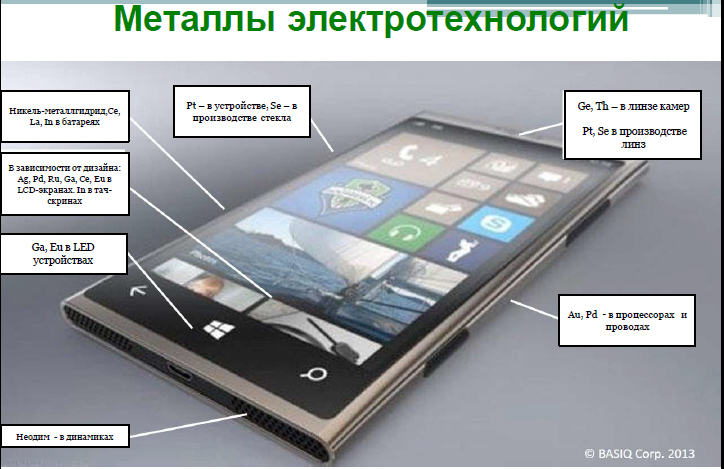 Металлы электротехнологий
Никель-металлгидрид,Ce,
La, In в батареях
Pt – в устройстве, Se – в
производстве стекла
Ge, Th – в линзе камер
Pt, Se в производстве
линз
В зависимости от дизайна:
Ag, Pd, Ru, Ga, Ce, Eu в
LCD-экранах. In в тач-
скринах
Ga, Eu в LED
устройствах
Photos
Au, Pd - в процессорах и
проводах
Неодим - в динамиках
© BASIQ Corp. 2013